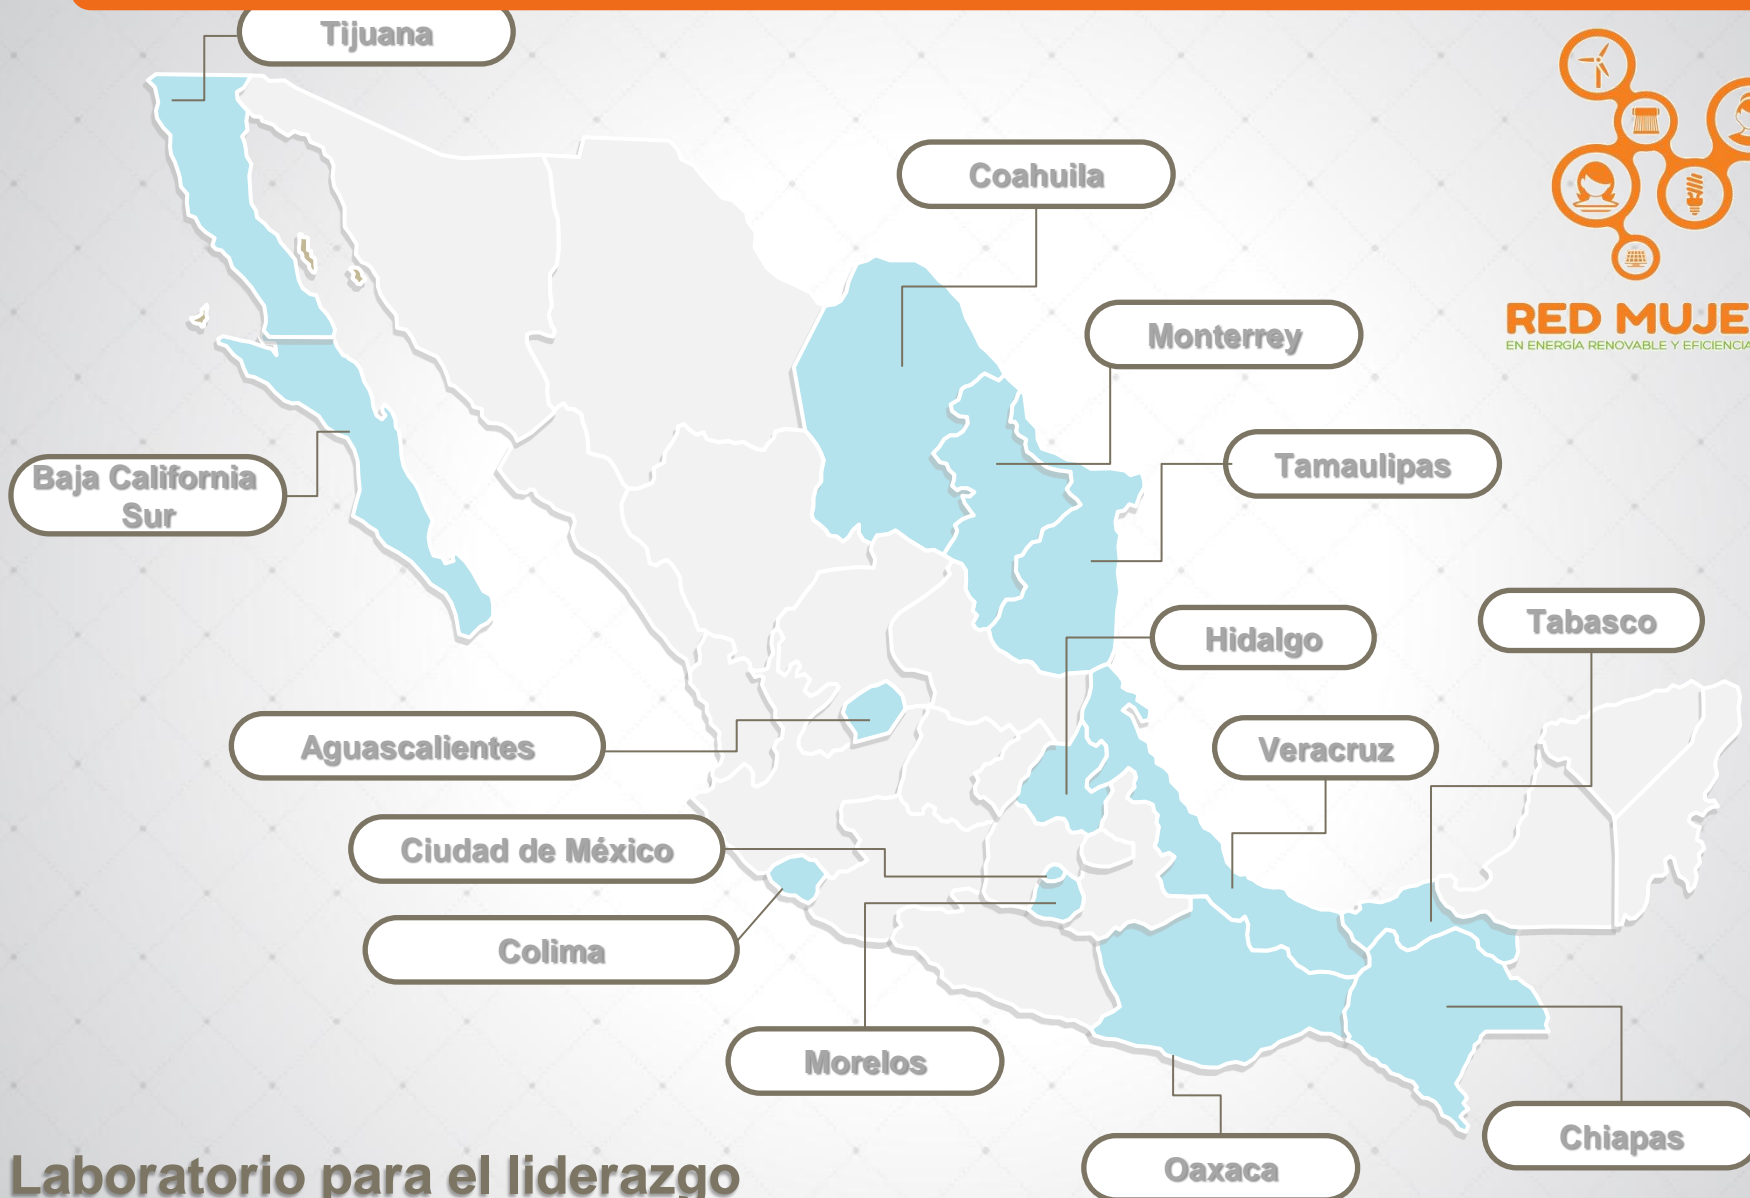 Tijuana
Coahuila
RED MUJE
EN ENERGÍA RENOVABLE Y EFICIENCIA
Monterrey
Baja California
Sur
Tamaulipas
Tabasco
Hidalgo
Aguascalientes
Veracruz
Ciudad de México
Colima
Morelos
Chiapas
Oaxaca
Laboratorio para el liderazgo